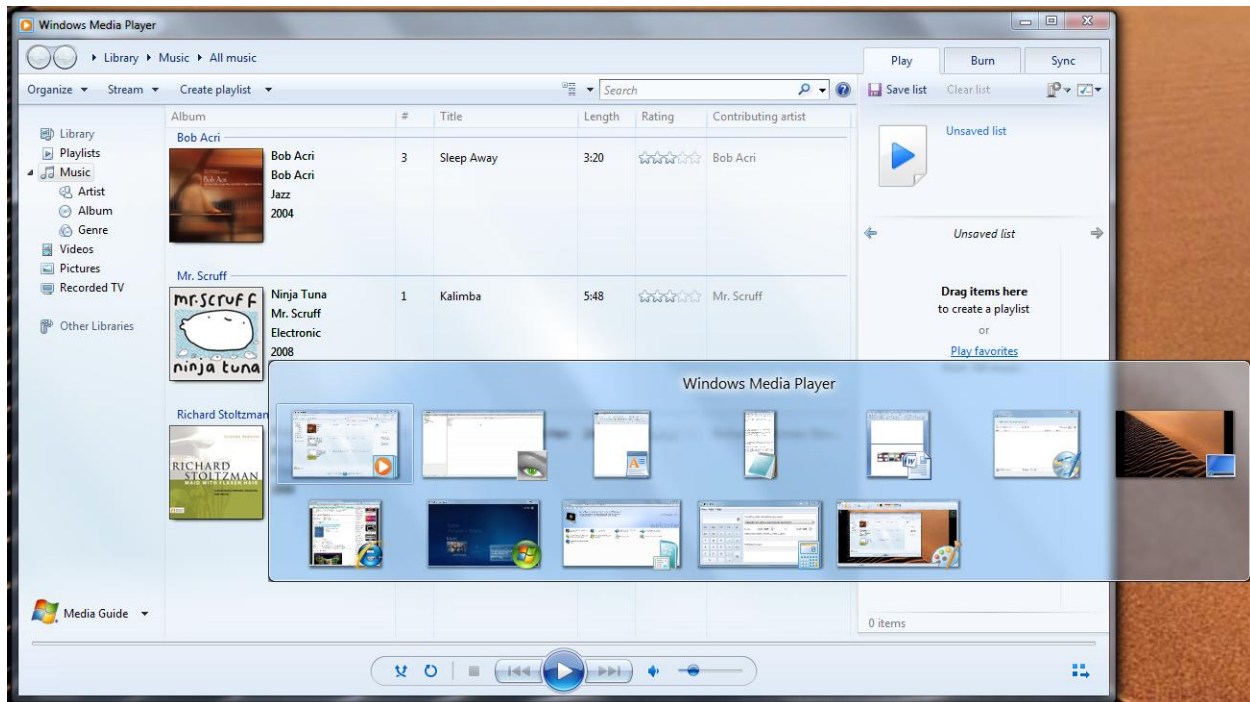 Windows Media Player
Library Music All music
Play Burn Sync
Organize Stream Create playlist Search Save list Clear list
Album # Title Length Rating Contributing artist
Library
Playlists
Music
Artist
Album
Genre
Videos
Pictures
Recorded TV
Other Libraries
Bob Acri
Bob Acri 3 Sleep Away 3:20 Bob Acri
Bob Acri
Jazz
2004
Mr. Scruff
mr.scruff
ninja tuna
Ninja Tuna 1 Kalimba 5:48 Mr. Scruff
Mr. Scruff
Electronic
2008
Richard Stoltzman
RICHARD
STOLTZMAN
MAID WITH FLAXEN HAIR
Unsaved list
Unsaved list
Drag items here
to create a playlist
or
Play favorites
Windows Media Player
Media Guide
0 items